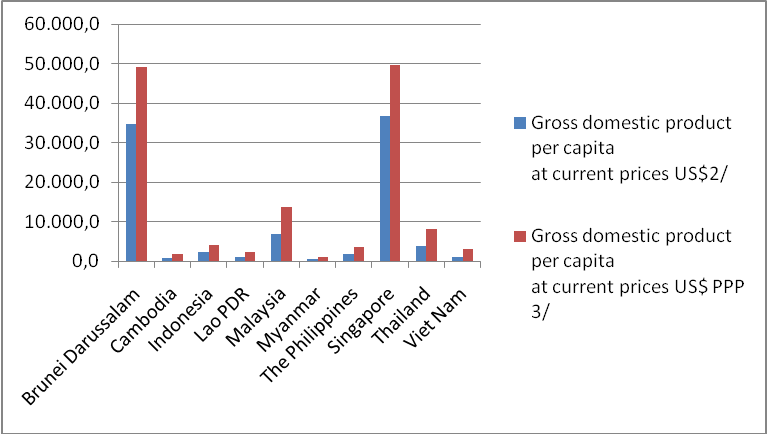 60.000,0
50.000,0
40.000,0
30.000,0
20.000,0
10.000,0
0,0
Brunei Darussalam
Cambodia
Indonesia
Lao PDR
Malaysia
Myanmar
The Philippines
Singapore
Thailand
Viet Nam
Gross domestic product
per capita
at current prices US$2/
Gross domestic product
per capita
at current prices US$ PPP
3/